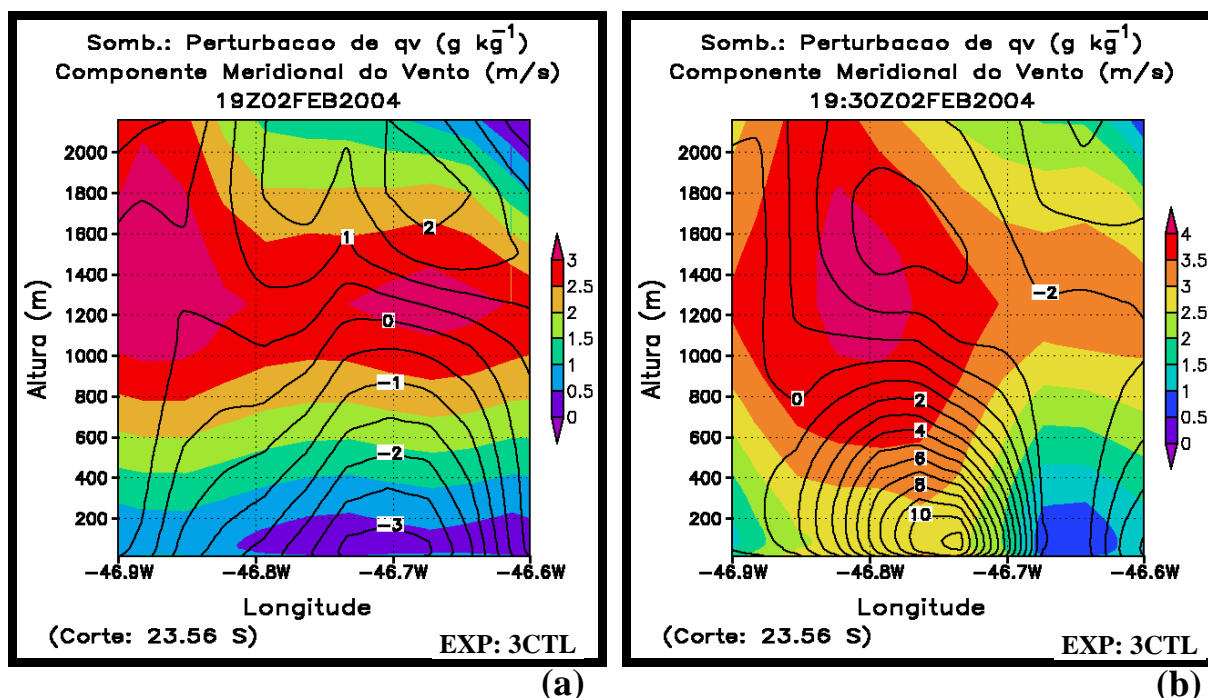 Somb.: Perturbacao de qv (g kg-1)
Componente Meridional do Vento (m/s)
19Z02FEB2004
Altura (m)
2000
1800
1600
1400
1200
1000
800
600
400
200
1
2
0
-1
-2
-3
3
2.5
2
1.5
1
0.5
0
-46.9W -46.8W -46.7W -46.6W
Longitude
(Corte: 23.56 S)
EXP: 3CTL
(a)
Somb.: Perturbacao de qv (g kg-1)
Componente Meridional do Vento (m/s)
19:30Z02FEB2004
Altura (m)
2000
1800
1600
1400
1200
1000
800
600
400
200
-2
0
2
4
6
8
10
4
3.5
3
2.5
2
1.5
1
0.5
0
-46.9W -46.8W -46.7W -46.6W
Longitude
(Corte: 23.56 S)
EXP: 3CTL
(b)